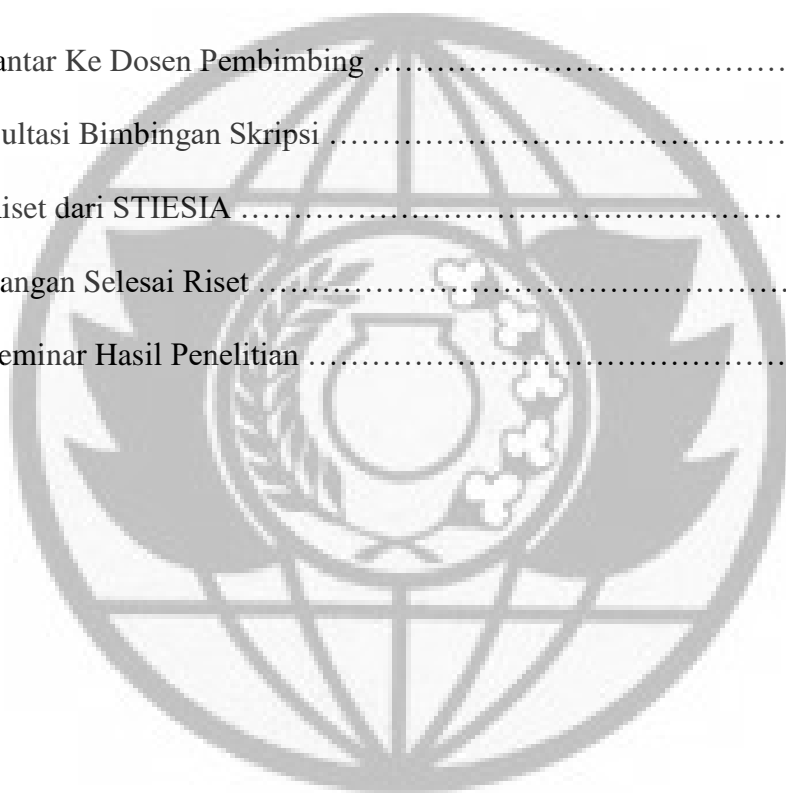 antar Ke Dosen Pembimbing ……………………………………
ultasi Bimbingan Skripsi …………………………………………
iset dari STIESIA …………………………………………………
angan Selesai Riset ………………………………………………
eminar Hasil Penelitian …………………………………………